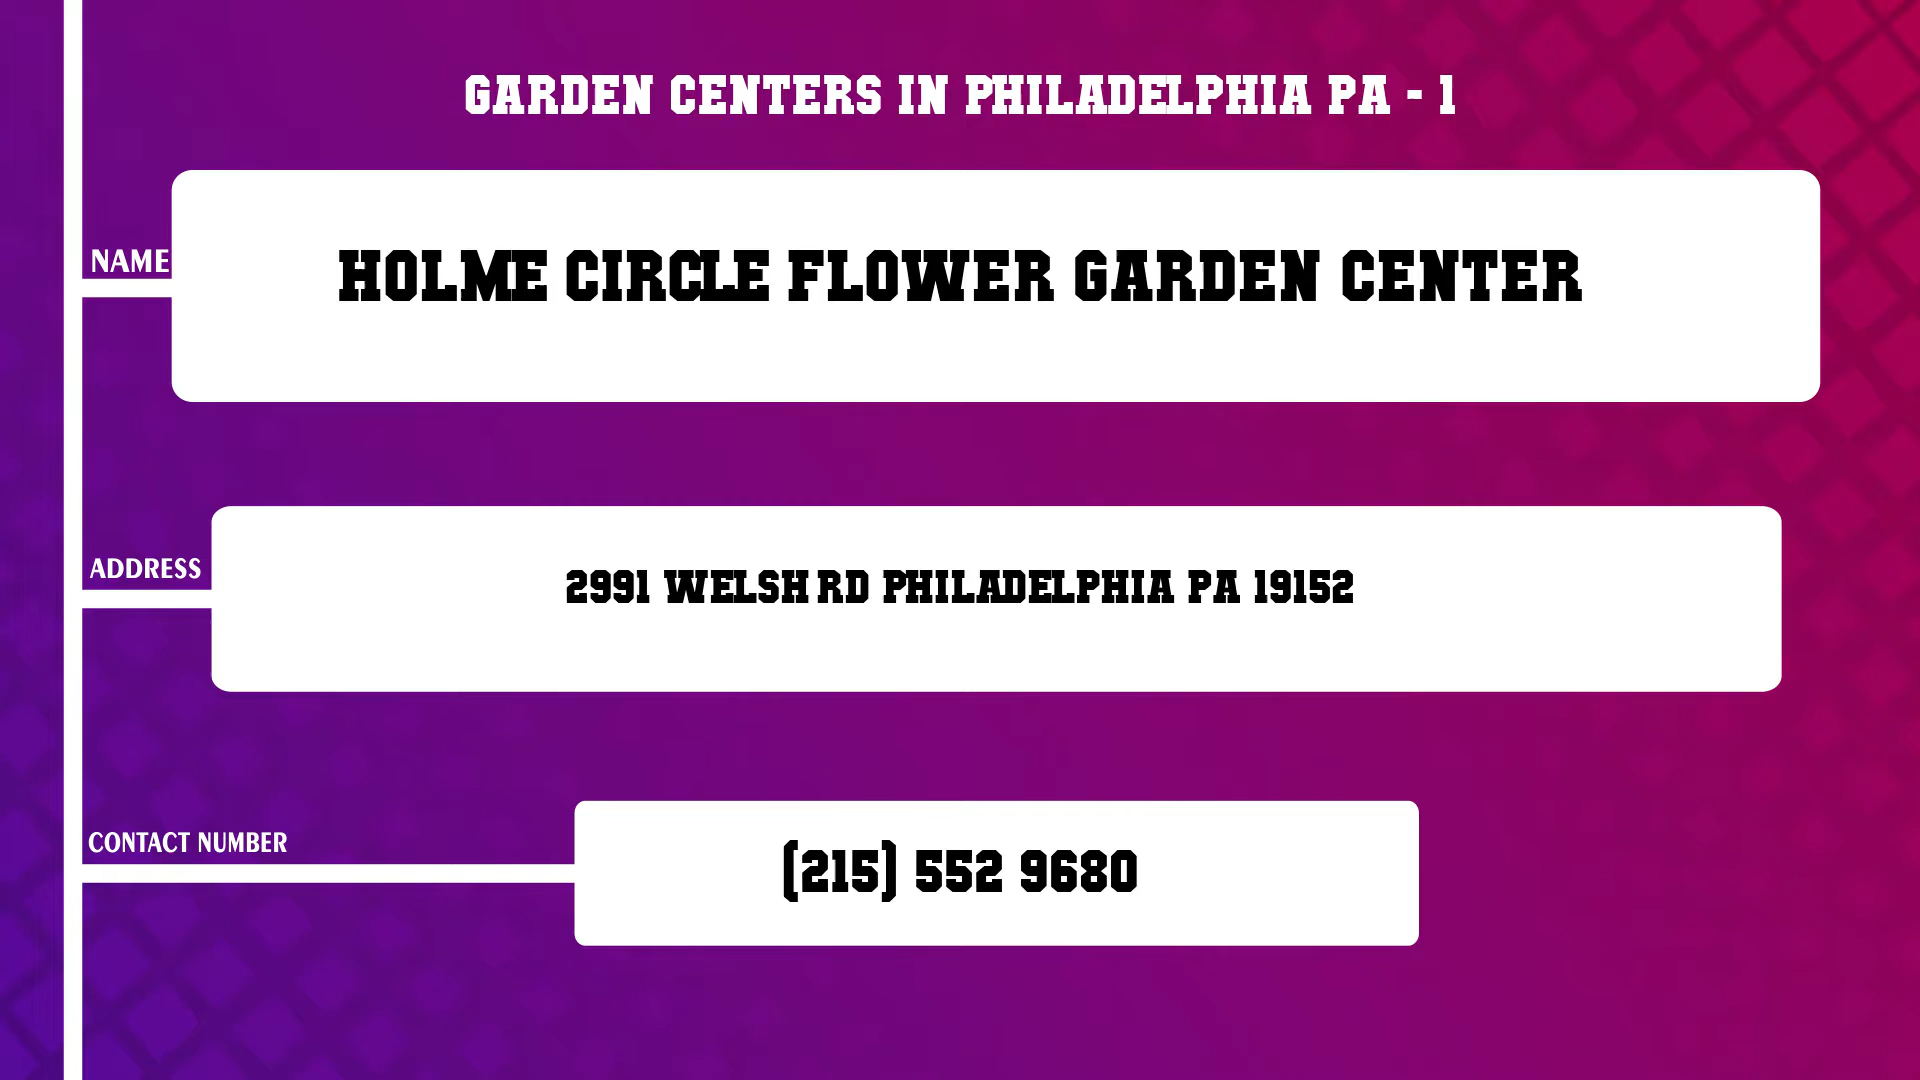 GARDEN CENTERS IN PHILADELPHIA PA - 1
NAME
HOLME CIRCLE FLOWER GARDEN CENTER
ADDRESS
2991 WELSH RD PHILADELPHIA PA 19152
CONTACT NUMBER
(215) 552 9680